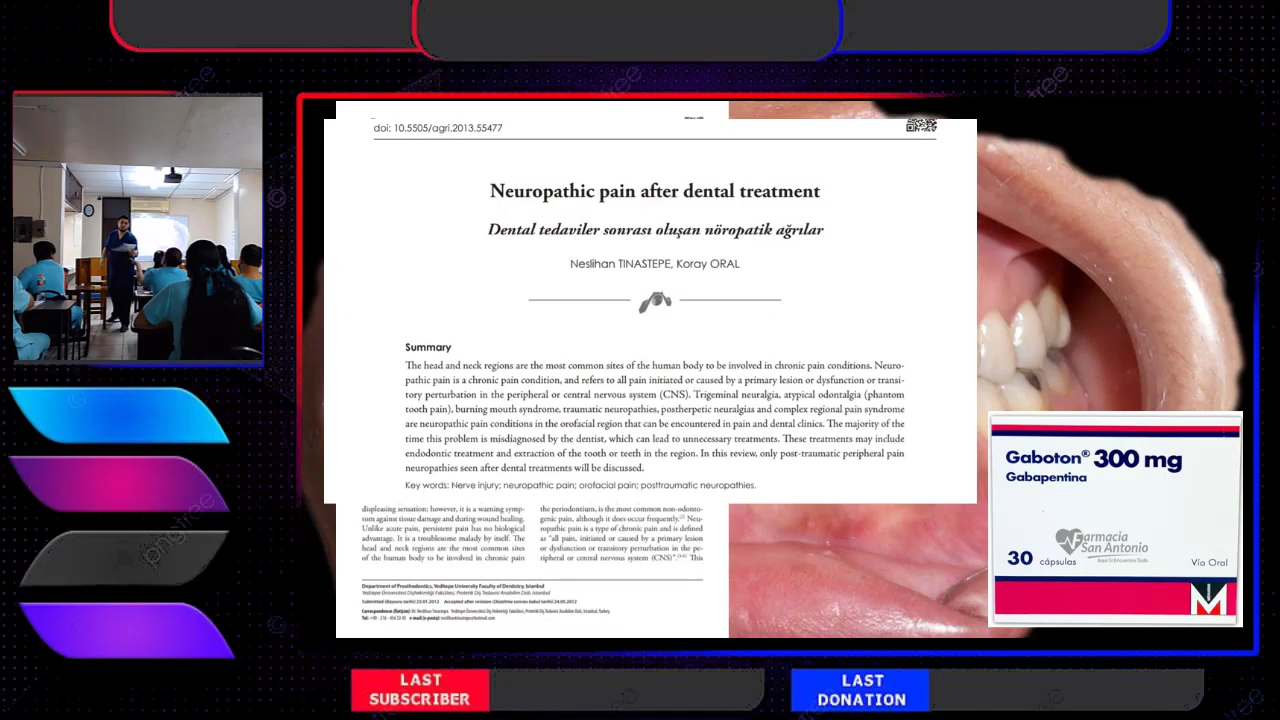 doi: 10.5505/agri.2013.55477
Neuropathic pain after dental treatment
Dental tedaviler sonrası oluşan nöropatik ağrılar
Neslihan TINASTEPE, Koray ORAL
Summary
The head and neck regions are the most common sites of the human body to be involved in chronic pain conditions. Neuro-
pathic pain is a chronic pain condition, and refers to all pain initiated or caused by a primary lesion or dysfunction or transi-
tory perturbation in the peripheral or central nervous system (CNS). Trigeminal neuralgia, atypical odontalgia (phantom
tooth pain), burning mouth syndrome, traumatic neuropathies, postherpetic neuralgias and complex regional pain syndrome
are neuropathic pain conditions in the orofacial region that can be encountered in pain and dental clinics. The majority of the
time this problem is misdiagnosed by the dentist, which can lead to unnecessary treatments. These treatments may include
endodontic treatment and extraction of the tooth or teeth in the region. In this review, only post-traumatic peripheral pain
neuropathies seen after dental treatments will be discussed.
Key words: Nerve injury; neuropathic pain; orofacial pain; posttraumatic neuropathies.
displeasing sensation; however, it is a warning symp-
tom against tissue damage and during wound healing.
Unlike acute pain, persistent pain has no biological
advantage. It is a troublesome malady by itself. The
head and neck regions are the most common sites
of the human body to be involved in chronic pain
the periodontium, is the most common non-odonto-
genic pain, although it does occur frequently. Neu-
ropathic pain is a type of chronic pain and is defined
as "all pain, initiated or caused by a primary lesion
or dysfunction or transitory perturbation in the pe-
ripheral or central nervous system (CNS)". This
Department of Prosthodontics, Yeditepe University Faculty of Dentistry, Istanbul
Yeditepe Üniversitesi Dişhekimliği Fakültesi, Protetik Diş Tedavisi Anabilim Dalı, İstanbul
Gaboton® 300 mg
Gabapentina
Farmacia
San Antonio
30 cápsulas
Vía Oral
M
LAST
SUBSCRIBER
LAST
DONATION
pngtree